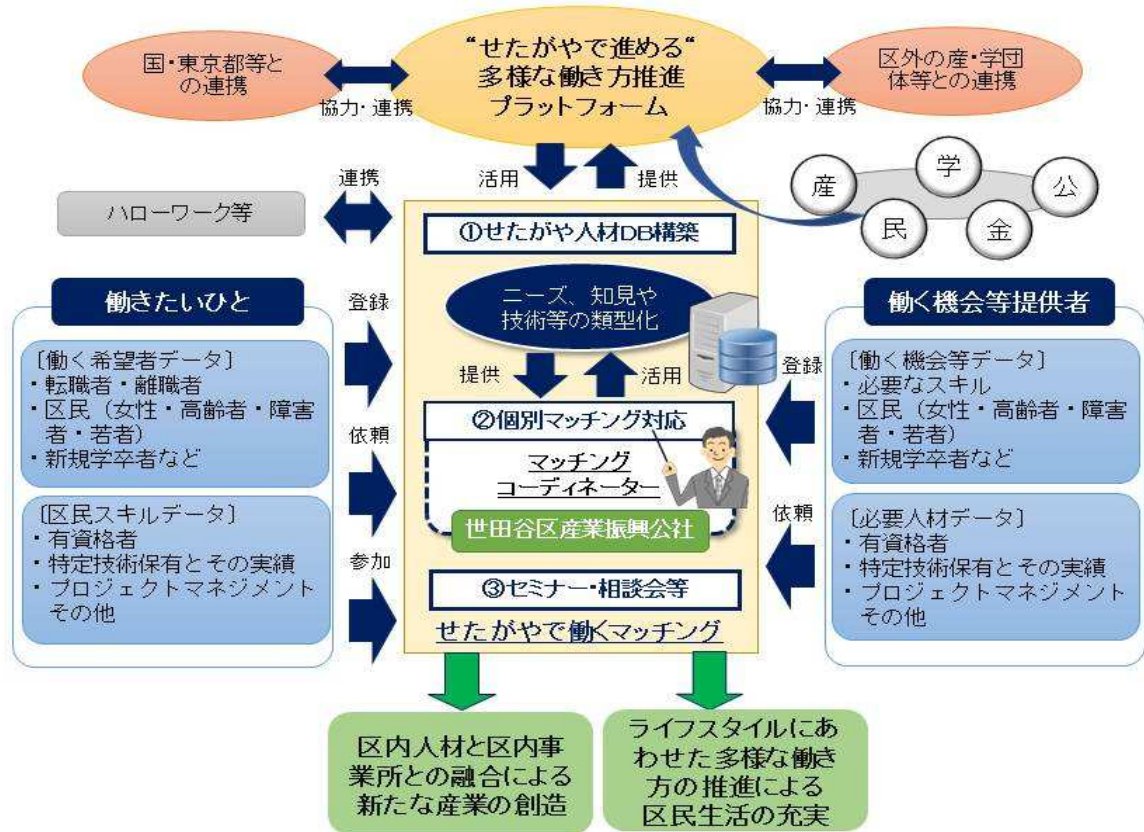 国・東京都等と
の連携
協力・連携
“せたがやで進める“
多様な働き方推進
プラットフォーム
協力・連携
区外の産・学団
体等との連携
連携
活用
提供
産
学
公
民
金
ハローワーク等
①せたがや人材DB構築
ニーズ、知見や
技術等の類型化
提供
活用
働きたいひと
〔働く希望者データ〕
・転職者・離職者
・区民（女性・高齢者・障害
者・若者）
・新規学卒者など
〔区民スキルデータ〕
・有資格者
・特定技術保有とその実績
・プロジェクトマネジメント
その他
登録
依頼
参加
②個別マッチング対応
マッチング
コーディネーター
世田谷区産業振興公社
③セミナー・相談会等
せたがやで働くマッチング
登録
依頼
働く機会等提供者
〔働く機会等データ〕
・必要なスキル
・区民（女性・高齢者・障害
者・若者）
・新規学卒者など
〔必要人材データ〕
・有資格者
・特定技術保有とその実績
・プロジェクトマネジメント
その他
区内人材と区内事
業所との融合による
新たな産業の創造
ライフスタイルにあ
わせた多様な働き
方の推進による
区民生活の充実